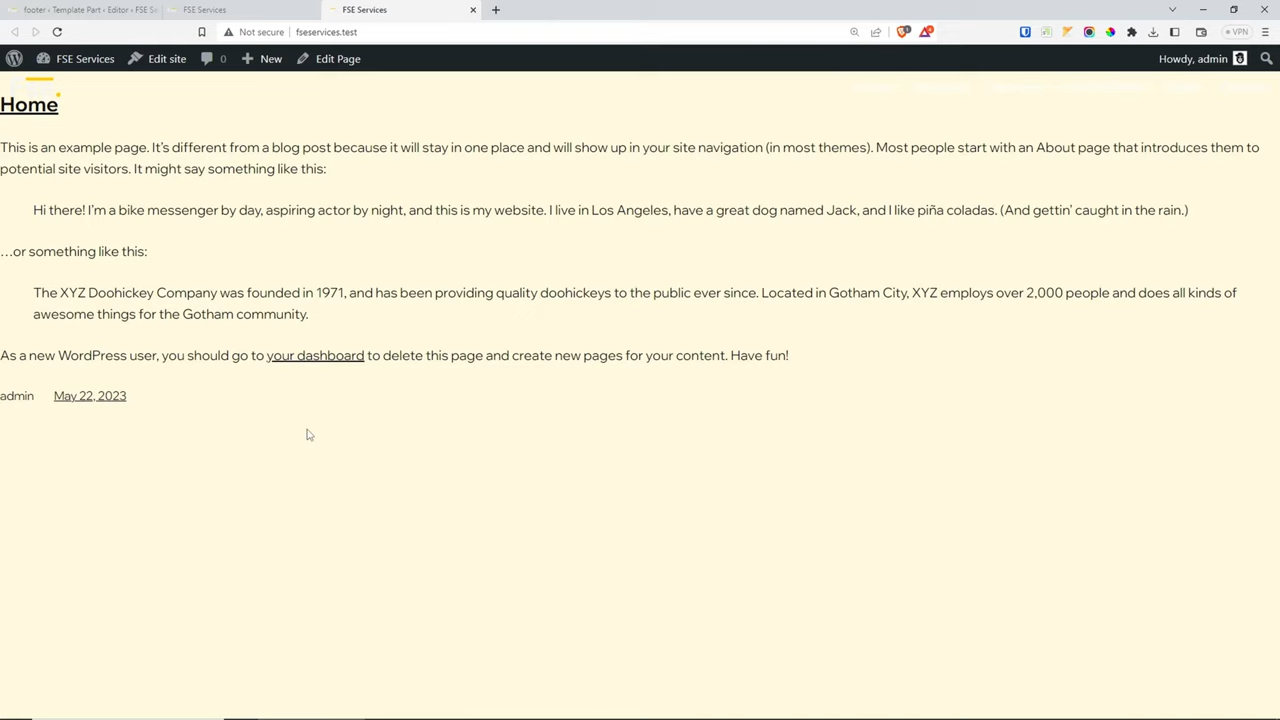 footer ‹ Template Part ‹ Editor ‹ FSE Se
FSE Services
FSE Services
Not secure
fseservices.test
VPN
FSE Services
Edit site
0
New
Edit Page
Howdy, admin
Home
This is an example page. It's different from a blog post because it will stay in one place and will show up in your site navigation (in most themes). Most people start with an About page that introduces them to
potential site visitors. It might say something like this:
Hi there! I'm a bike messenger by day, aspiring actor by night, and this is my website. I live in Los Angeles, have a great dog named Jack, and I like piña coladas. (And gettin' caught in the rain.)
…or something like this:
The XYZ Doohickey Company was founded in 1971, and has been providing quality doohickeys to the public ever since. Located in Gotham City, XYZ employs over 2,000 people and does all kinds of
awesome things for the Gotham community.
As a new WordPress user, you should go to your dashboard to delete this page and create new pages for your content. Have fun!
admin
May 22, 2023